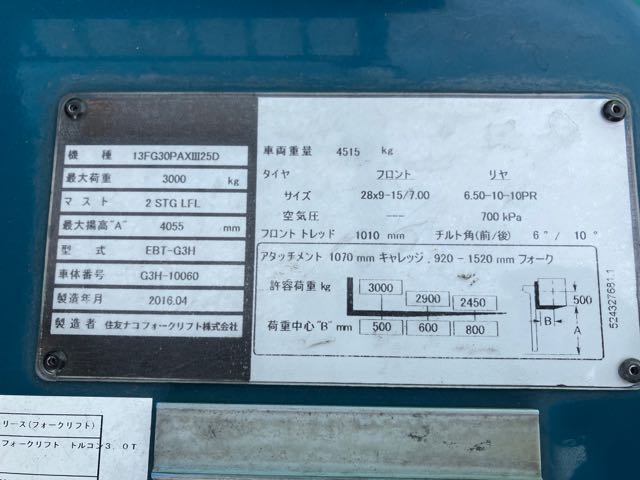 機 種 13FG30PAXⅢ25D
最大荷重 3000 kg
マスト 2 STG LFL
最大揚高"A" 4055 mm
型 式 EBT-G3H
車体番号 G3H-10060
製造年月 2016.04
製造者 住友ナコフォークリフト株式会社
車両重量 4515 kg
タイヤ フロント リヤ
サイズ 28x9-15/7.00 6.50-10-10PR
空気圧 --- 700 kPa
フロント トレッド 1010 mm チルト角(前/後) 6°/ 10°
アタッチメント 1070 mm キャレッジ , 920 - 1520 mm フォーク
許容荷重 kg 3000 2900 2450
荷重中心 "B" mm 500 600 800
500
B
A
524327681.1
リース(フォークリフト)
フォークリフト トルコン3.0T